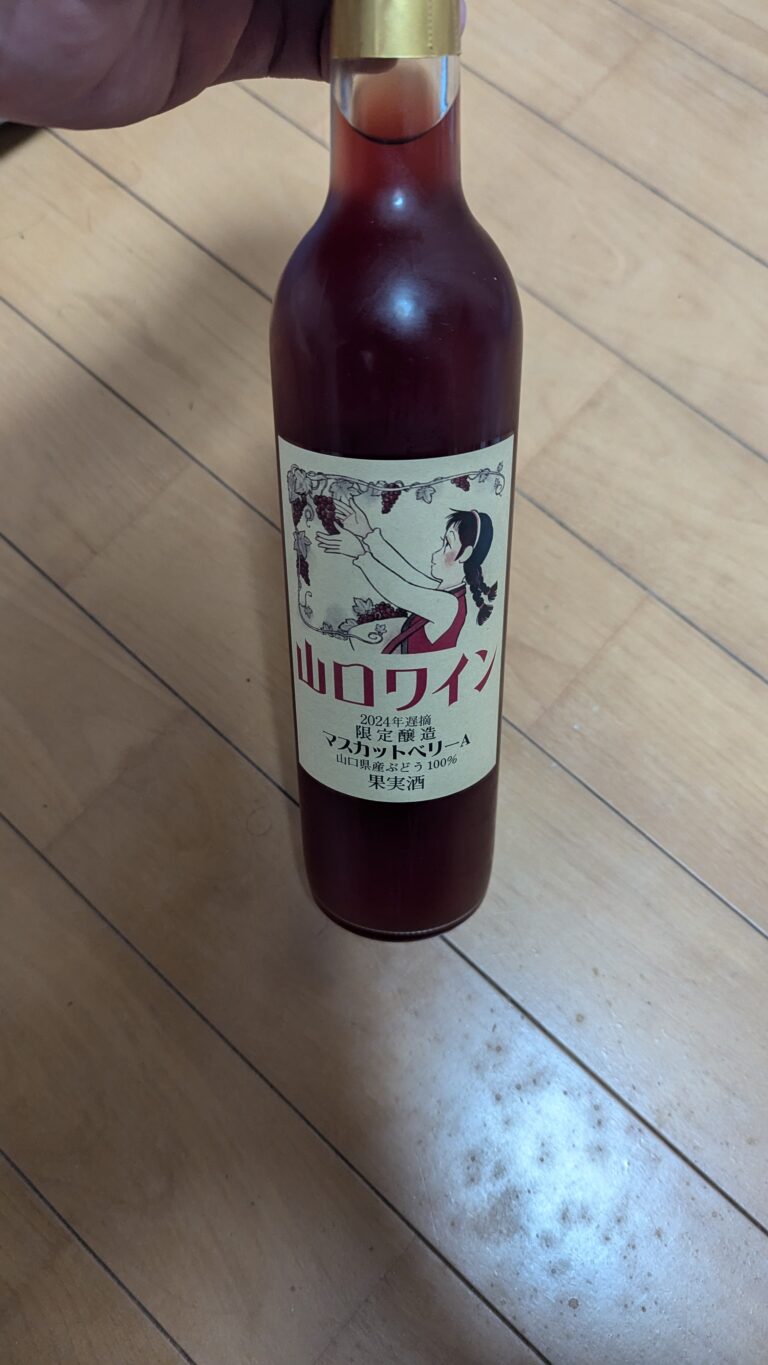 山口ワイン
2024年遅摘
限定醸造
マスカットベリーA
山口県産ぶどう100%
果実酒